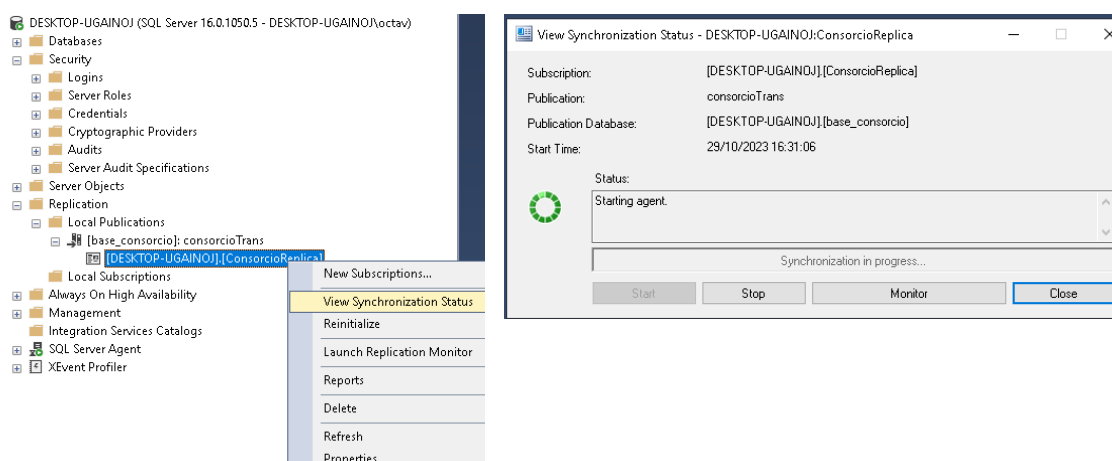 DESKTOP-UGAINOJ (SQL Server 16.0.1050.5 - DESKTOP-UGAINOJ\octav)
Databases
Security
Logins
Server Roles
Credentials
Cryptographic Providers
Audits
Server Audit Specifications
Server Objects
Replication
Local Publications
[base_consorcio]: consorcioTrans
[DESKTOP-UGAINOJ].[ConsorcioReplica]
Local Subscriptions
Always On High Availability
Management
Integration Services Catalogs
SQL Server Agent
XEvent Profiler
New Subscriptions...
View Synchronization Status
Reinitialize
Launch Replication Monitor
Reports
Delete
Refresh
Properties
View Synchronization Status - DESKTOP-UGAINOJ:ConsorcioReplica
Subscription: [DESKTOP-UGAINOJ].[ConsorcioReplica]
Publication: consorcioTrans
Publication Database: [DESKTOP-UGAINOJ].[base_consorcio]
Start Time: 29/10/2023 16:31:06
Status:
Starting agent.
Synchronization in progress...
Start Stop Monitor Close